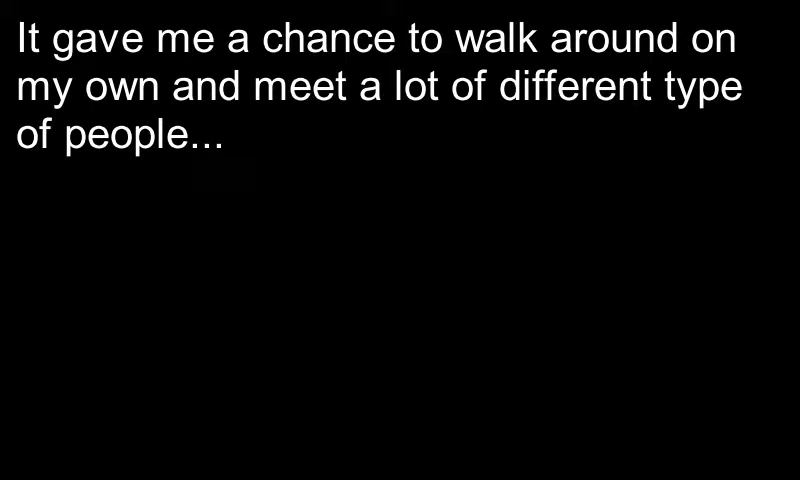 It gave me a chance to walk around on
my own and meet a lot of different type
of people...